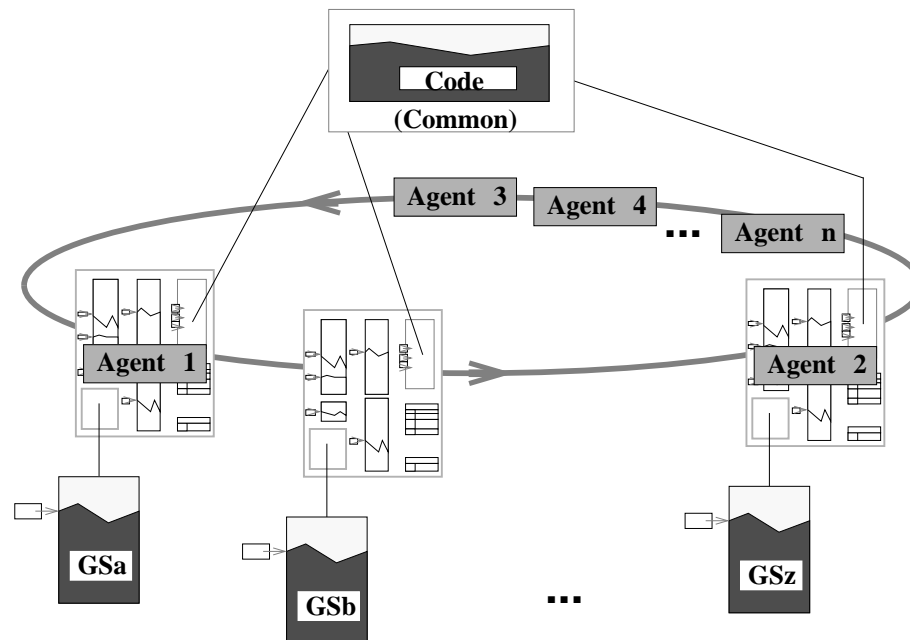 Code
(Common)
Agent 3
Agent 4
...
Agent n
Agent 1
Agent 2
GSa
GSb
...
GSz